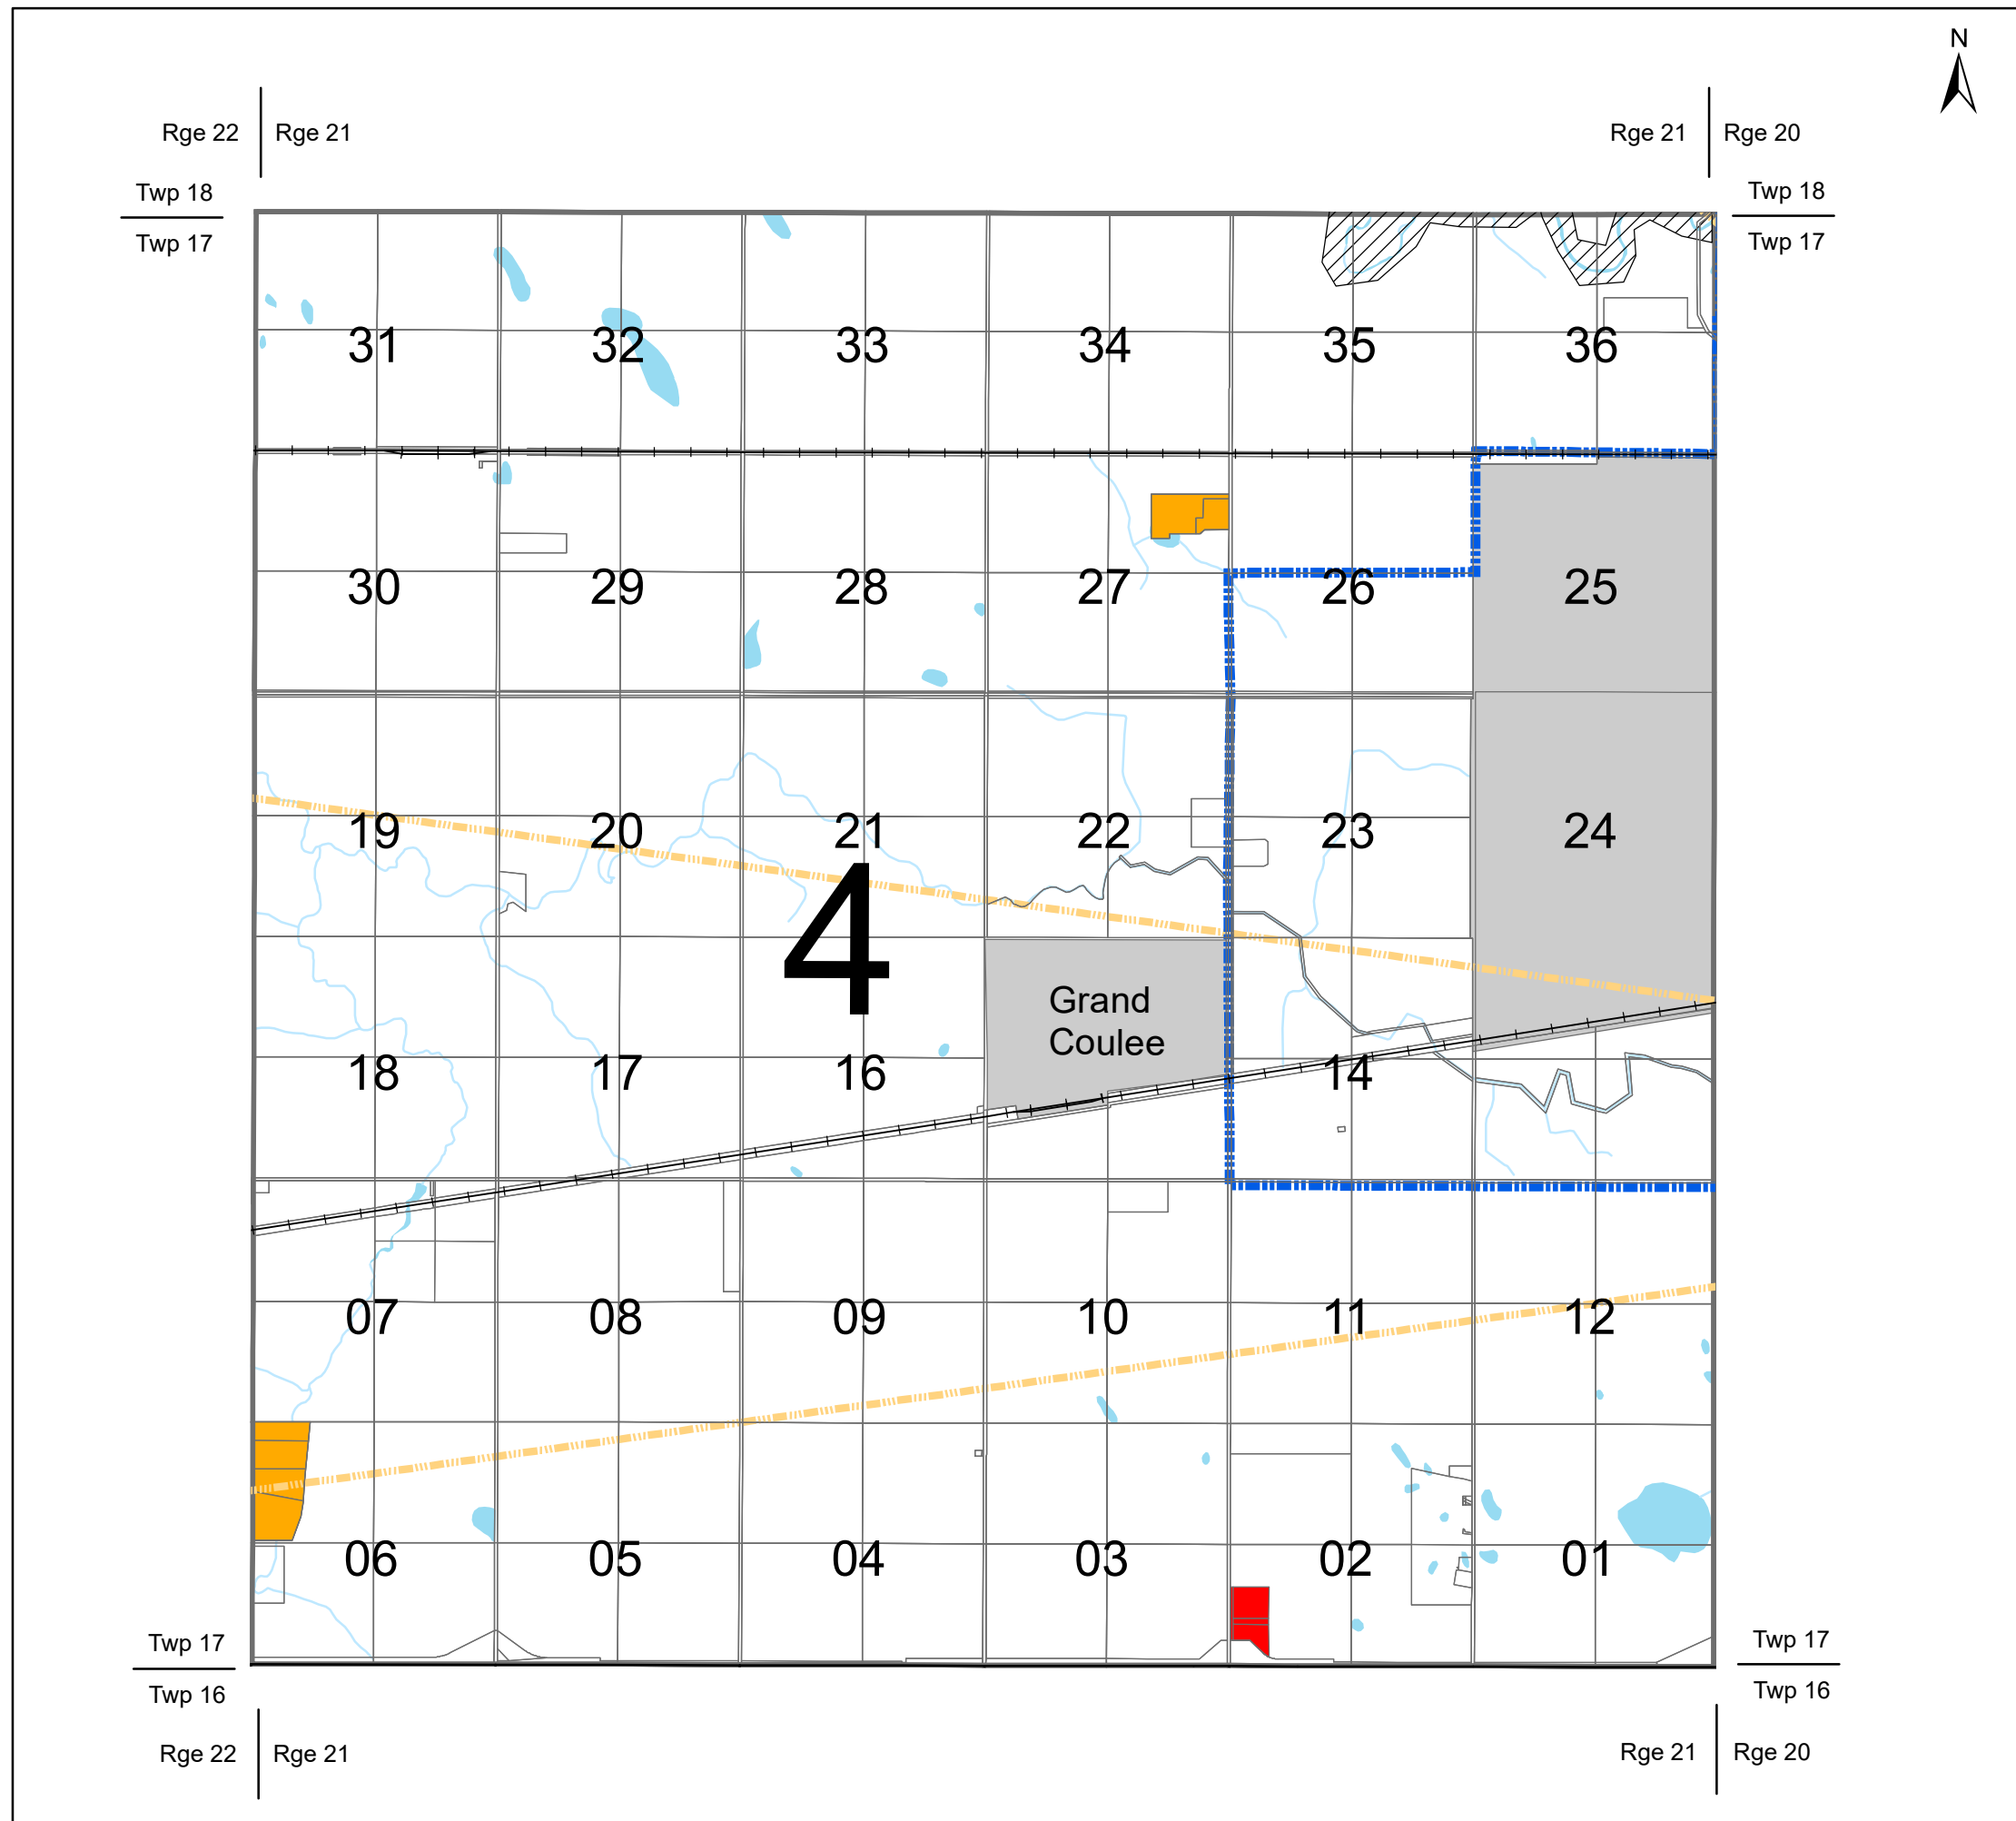 N
Rge 22 Rge 21 Rge 21 Rge 20
Twp 18 Twp 18
Twp 17 Twp 17
31 32 33 34 35 36
30 29 28 27 26 25
19 20 21 22 23 24
4
Grand
Coulee
18 17 16 14
07 08 09 10 11 12
06 05 04 03 02 01
Twp 17 Twp 17
Twp 16 Twp 16
Rge 22 Rge 21 Rge 21 Rge 20